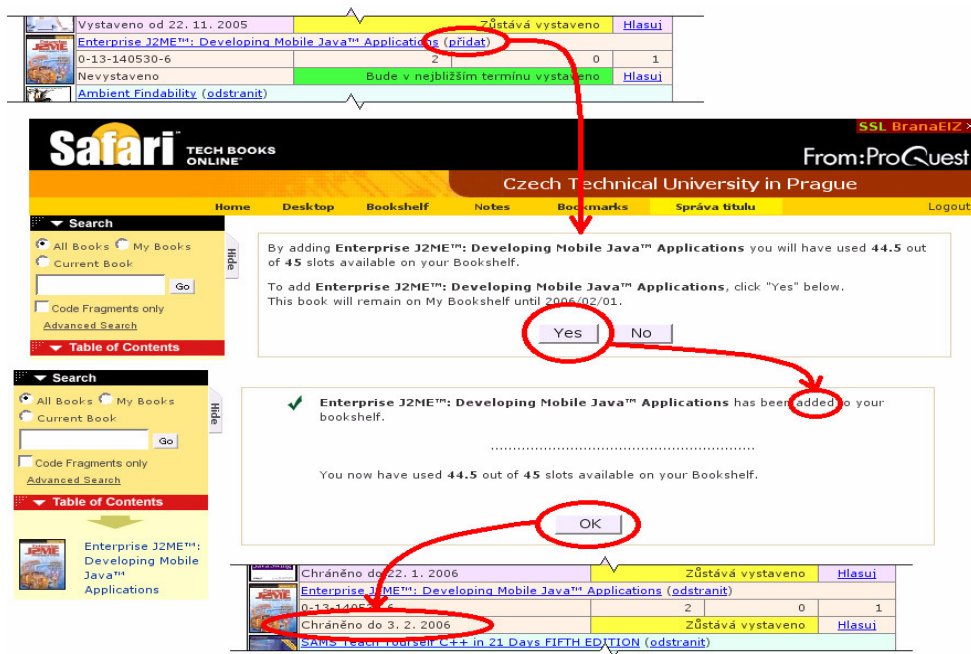 Vystaveno od 22. 11. 2005 Zůstává vystaveno Hlasuj
Enterprise J2ME™: Developing Mobile Java™ Applications (přidat)
0-13-140530-6 2 0 1
Nevystaveno Bude v nejbližším termínu vystaveno Hlasuj
Ambient Findability (odstranit)
SSL BranaEIZ
Safari TECH BOOKS
ONLINE
From:ProQuest
Czech Technical University in Prague
Home Desktop Bookshelf Notes Bookmarks Správa titulu Logout
Search
All Books My Books
Current Book
Go
Code Fragments only
Advanced Search
Table of Contents
Hide
By adding Enterprise J2ME™: Developing Mobile Java™ Applications you will have used 44.5 out
of 45 slots available on your Bookshelf.
To add Enterprise J2ME™: Developing Mobile Java™ Applications, click "Yes" below.
This book will remain on My Bookshelf until 2006/02/01.
Yes No
Search
All Books My Books
Current Book
Go
Code Fragments only
Advanced Search
Table of Contents
Hide
Enterprise J2ME™:
Developing Mobile
Java™
Applications
Enterprise J2ME™: Developing Mobile Java™ Applications has been added to your
bookshelf.
You now have used 44.5 out of 45 slots available on your Bookshelf.
OK
Chráněno do 22. 1. 2006 Zůstává vystaveno Hlasuj
Enterprise J2ME™: Developing Mobile Java™ Applications (odstranit)
0-13-140530-6 2 0 1
Chráněno do 3. 2. 2006 Zůstává vystaveno Hlasuj
SAMS Teach Yourself C++ in 21 Days FIFTH EDITION (odstranit)